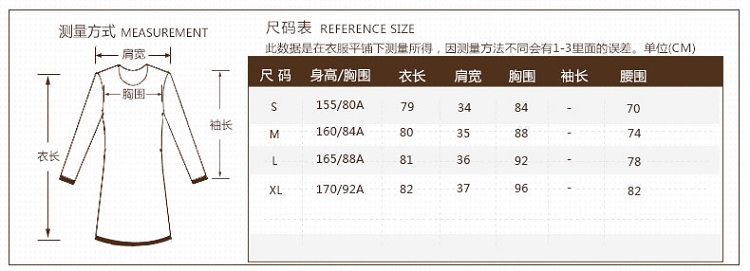 测量方式 MEASUREMENT
肩宽
胸围
袖长
衣长
尺码表 REFERENCE SIZE
此数据是在衣服平铺下测量所得，因测量方法不同会有1-3里面的误差。单位(CM)
尺码 身高/胸围 衣长 肩宽 胸围 袖长 腰围
S 155/80A 79 34 84 - 70
M 160/84A 80 35 88 - 74
L 165/88A 81 36 92 - 78
XL 170/92A 82 37 96 - 82